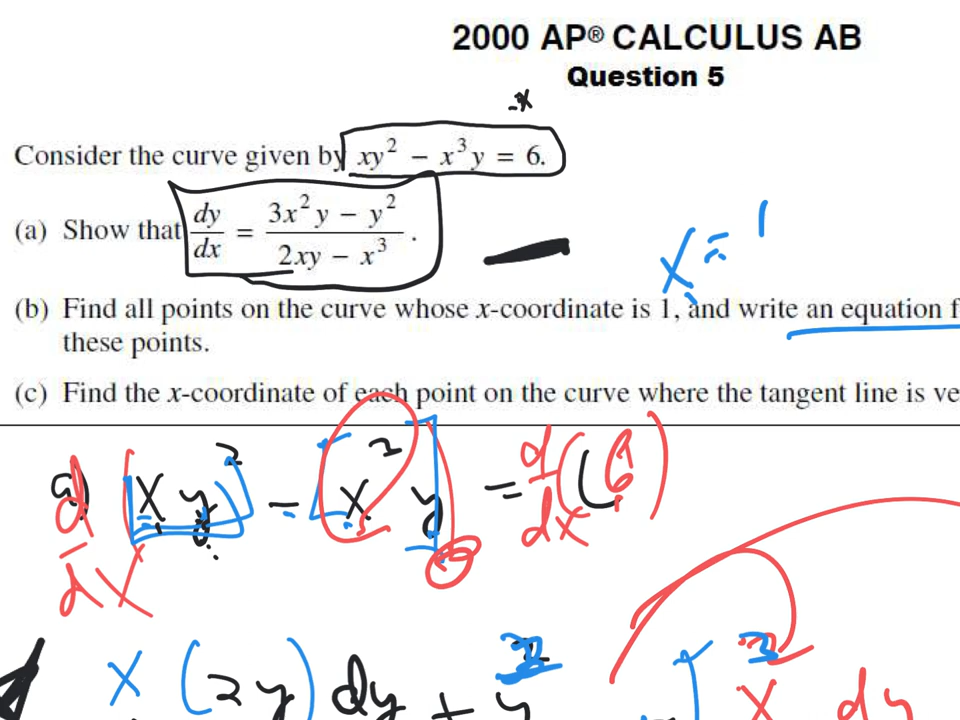 2000 AP® CALCULUS AB
Question 5
-x
Consider the curve given by xy² − x³y = 6.
(a) Show that dy/dx = (3x²y − y²)/(2xy − x³).
x = 1
(b) Find all points on the curve whose x-coordinate is 1, and write an equation f
these points.
(c) Find the x-coordinate of each point on the curve where the tangent line is ve
a) d/dx (x y² − x³ y) = d/dx (6)
x (2y) dy + y² x dy